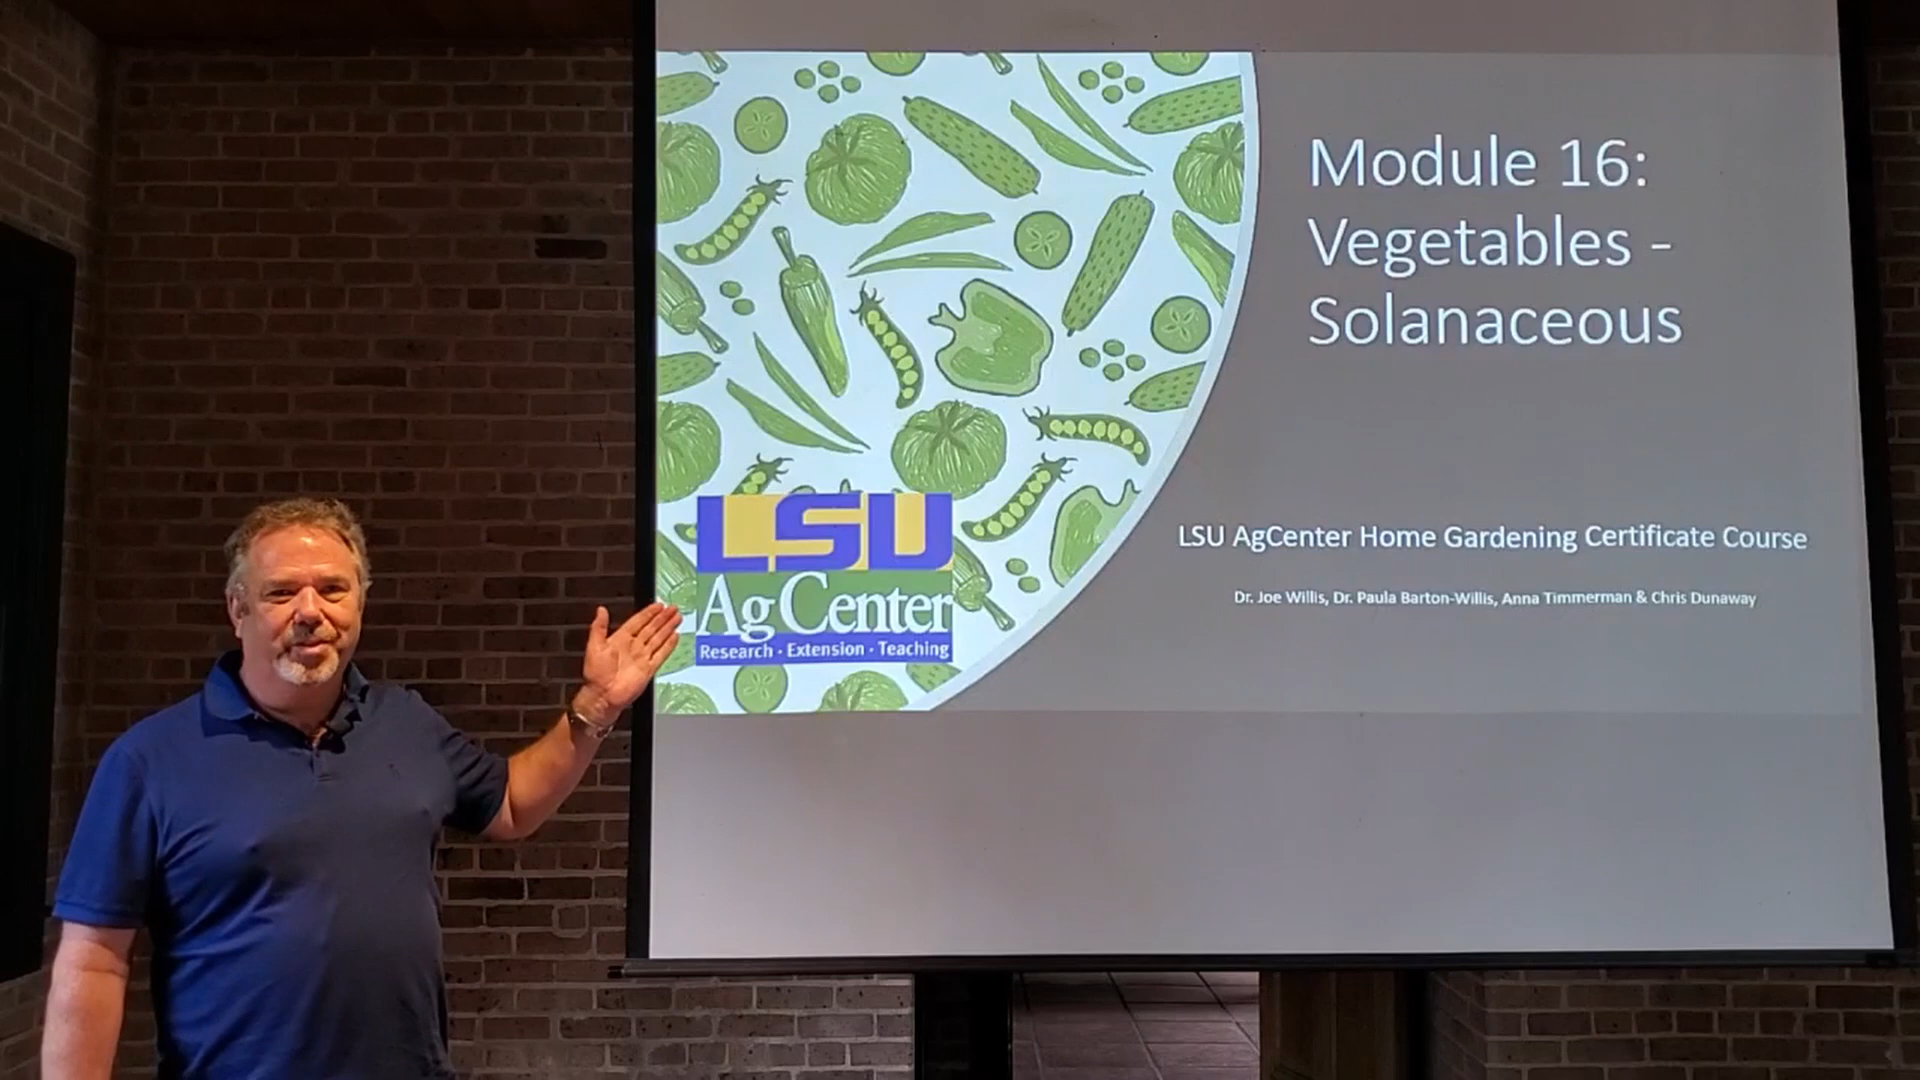 Module 16:
Vegetables -
Solanaceous
LSU AgCenter Home Gardening Certificate Course
Dr. Joe Willis, Dr. Paula Barton-Willis, Anna Timmerman & Chris Dunaway
LSU
AgCenter
Research · Extension · Teaching